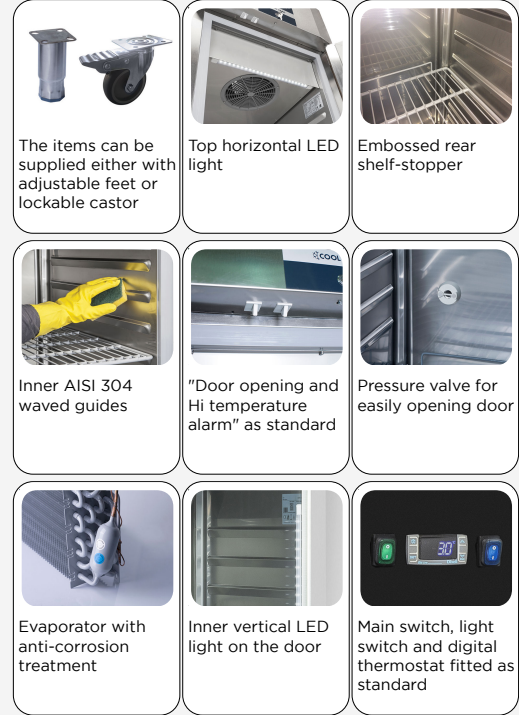 The items can be
supplied either with
adjustable feet or
lockable castor
Top horizontal LED
light
Embossed rear
shelf-stopper
Inner AISI 304
waved guides
COOL
"Door opening and
Hi temperature
alarm" as standard
Pressure valve for
easily opening door
Evaporator with
anti-corrosion
treatment
Inner vertical LED
light on the door
30°
Main switch, light
switch and digital
thermostat fitted as
standard